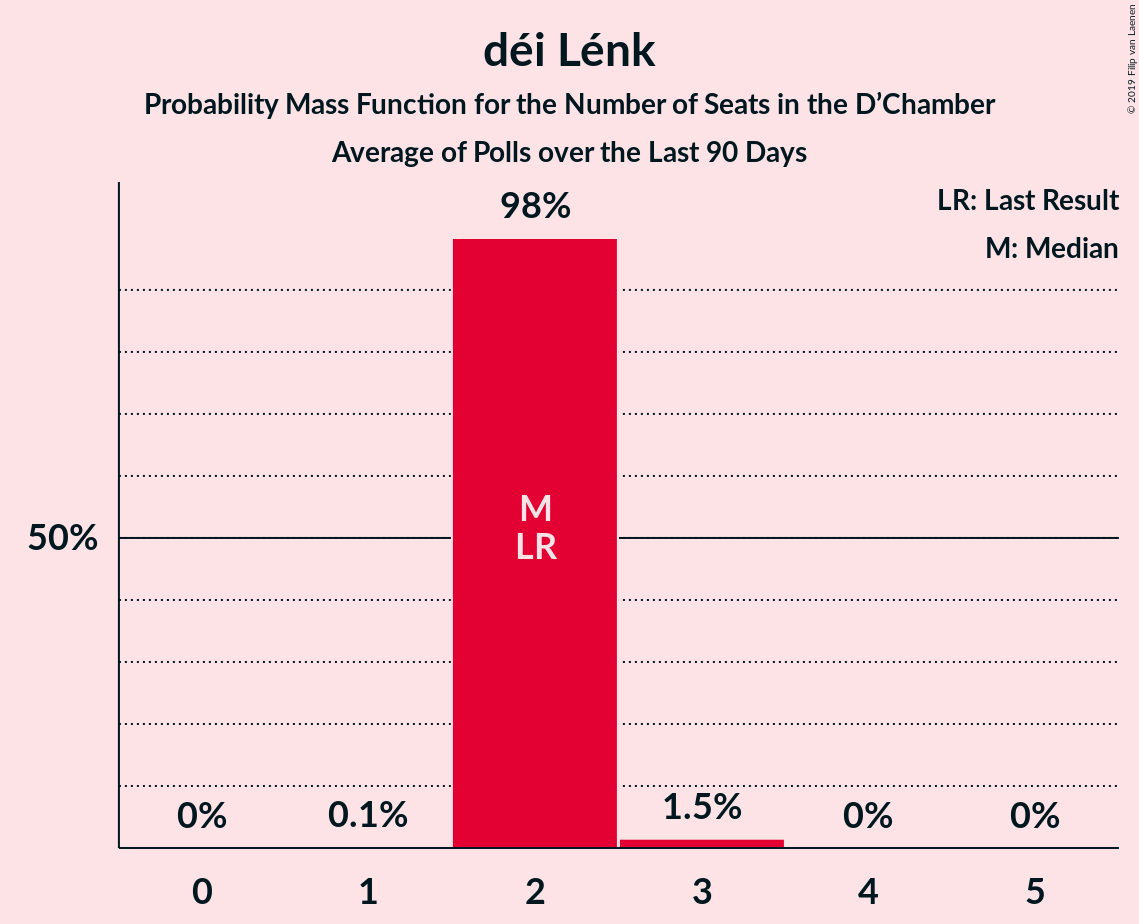 déi Lénk
Probability Mass Function for the Number of Seats in the D’Chamber
Average of Polls over the Last 90 Days
© 2019 Filip van Laenen
LR: Last Result
M: Median
98%
M
LR
50%
0%
0.1%
1.5%
0%
0%
0
1
2
3
4
5